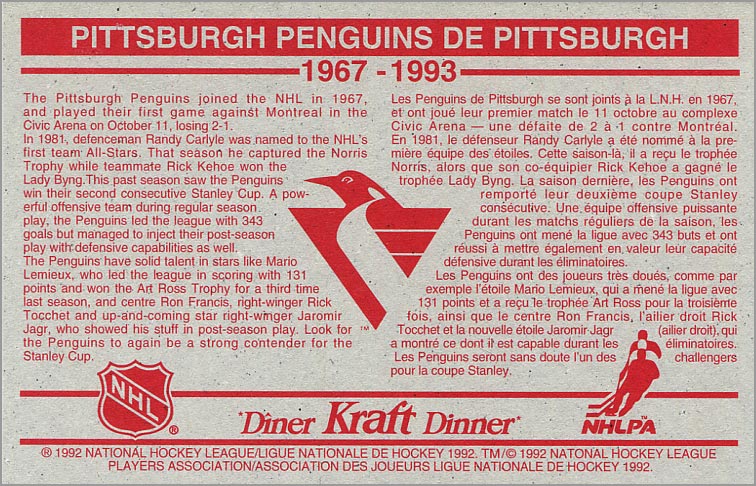 PITTSBURGH PENGUINS DE PITTSBURGH
1967 - 1993
The Pittsburgh Penguins joined the NHL in 1967,
and played their first game against Montreal in the
Civic Arena on October 11, losing 2-1.
In 1981, defenceman Randy Carlyle was named to the NHL's
first team All-Stars. That season he captured the Norris
Trophy while teammate Rick Kehoe won the
Lady Byng. This past season saw the Penguins
win their second consecutive Stanley Cup. A pow-
erful offensive team during regular season
play, the Penguins led the league with 343
goals but managed to inject their post-season
play with defensive capabilities as well.
The Penguins have solid talent in stars like Mario
Lemieux, who led the league in scoring with 131
points and won the Art Ross Trophy for a third time
last season, and centre Ron Francis, right-winger Rick
Tocchet and up-and-coming star right-winger Jaromir
Jagr, who showed his stuff in post-season play. Look for
the Penguins to again be a strong contender for the
Stanley Cup.
Les Penguins de Pittsburgh se sont joints à la L.N.H. en 1967,
et ont joué leur premier match le 11 octobre au complexe
Civic Arena — une défaite de 2 à 1 contre Montréal.
En 1981, le défenseur Randy Carlyle a été nommé à la pre-
mière équipe des étoiles. Cette saison-là, il a reçu le trophée
Norris, alors que son co-équipier Rick Kehoe a gagné le
trophée Lady Byng. La saison dernière, les Penguins ont
remporté leur deuxième coupe Stanley
consécutive. Une équipe offensive puissante
durant les matchs réguliers de la saison, les
Penguins ont mené la ligue avec 343 buts et ont
réussi à mettre également en valeur leur capacité
défensive durant les éliminatoires.
Les Penguins ont des joueurs très doués, comme par
exemple l'étoile Mario Lemieux, qui a mené la ligue avec
131 points et a reçu le trophée Art Ross pour la troisième
fois, ainsi que le centre Ron Francis, l'ailier droit Rick
Tocchet et la nouvelle étoile Jaromir Jagr (ailier droit), qui
a montré ce dont il est capable durant les éliminatoires.
Les Penguins seront sans doute l'un des challengers
pour la coupe Stanley.
TM
NHL ®
*Dîner Kraft Dinner*
NHLPA TM
® 1992 NATIONAL HOCKEY LEAGUE/LIGUE NATIONALE DE HOCKEY 1992. TM/© 1992 NATONAL HOCKEY LEAGUE
PLAYERS ASSOCIATION/ASSOCIATION DES JOUEURS LIGUE NATIONALE DE HOCKEY 1992.